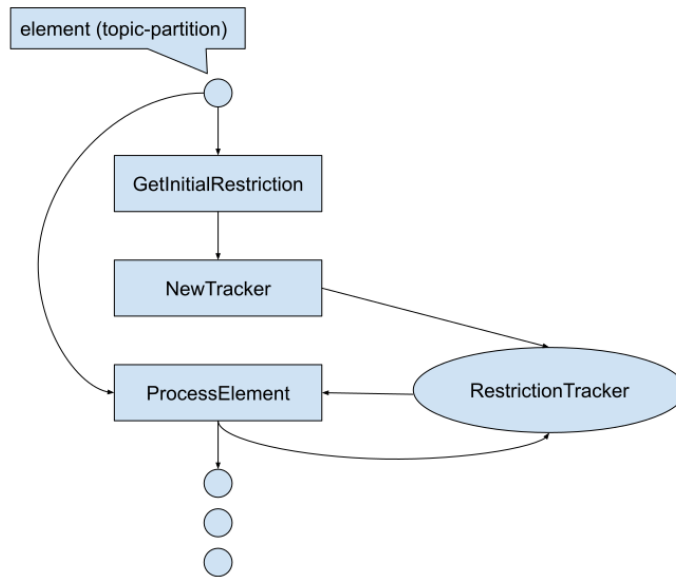 element (topic-partition)
GetInitialRestriction
NewTracker
ProcessElement
RestrictionTracker